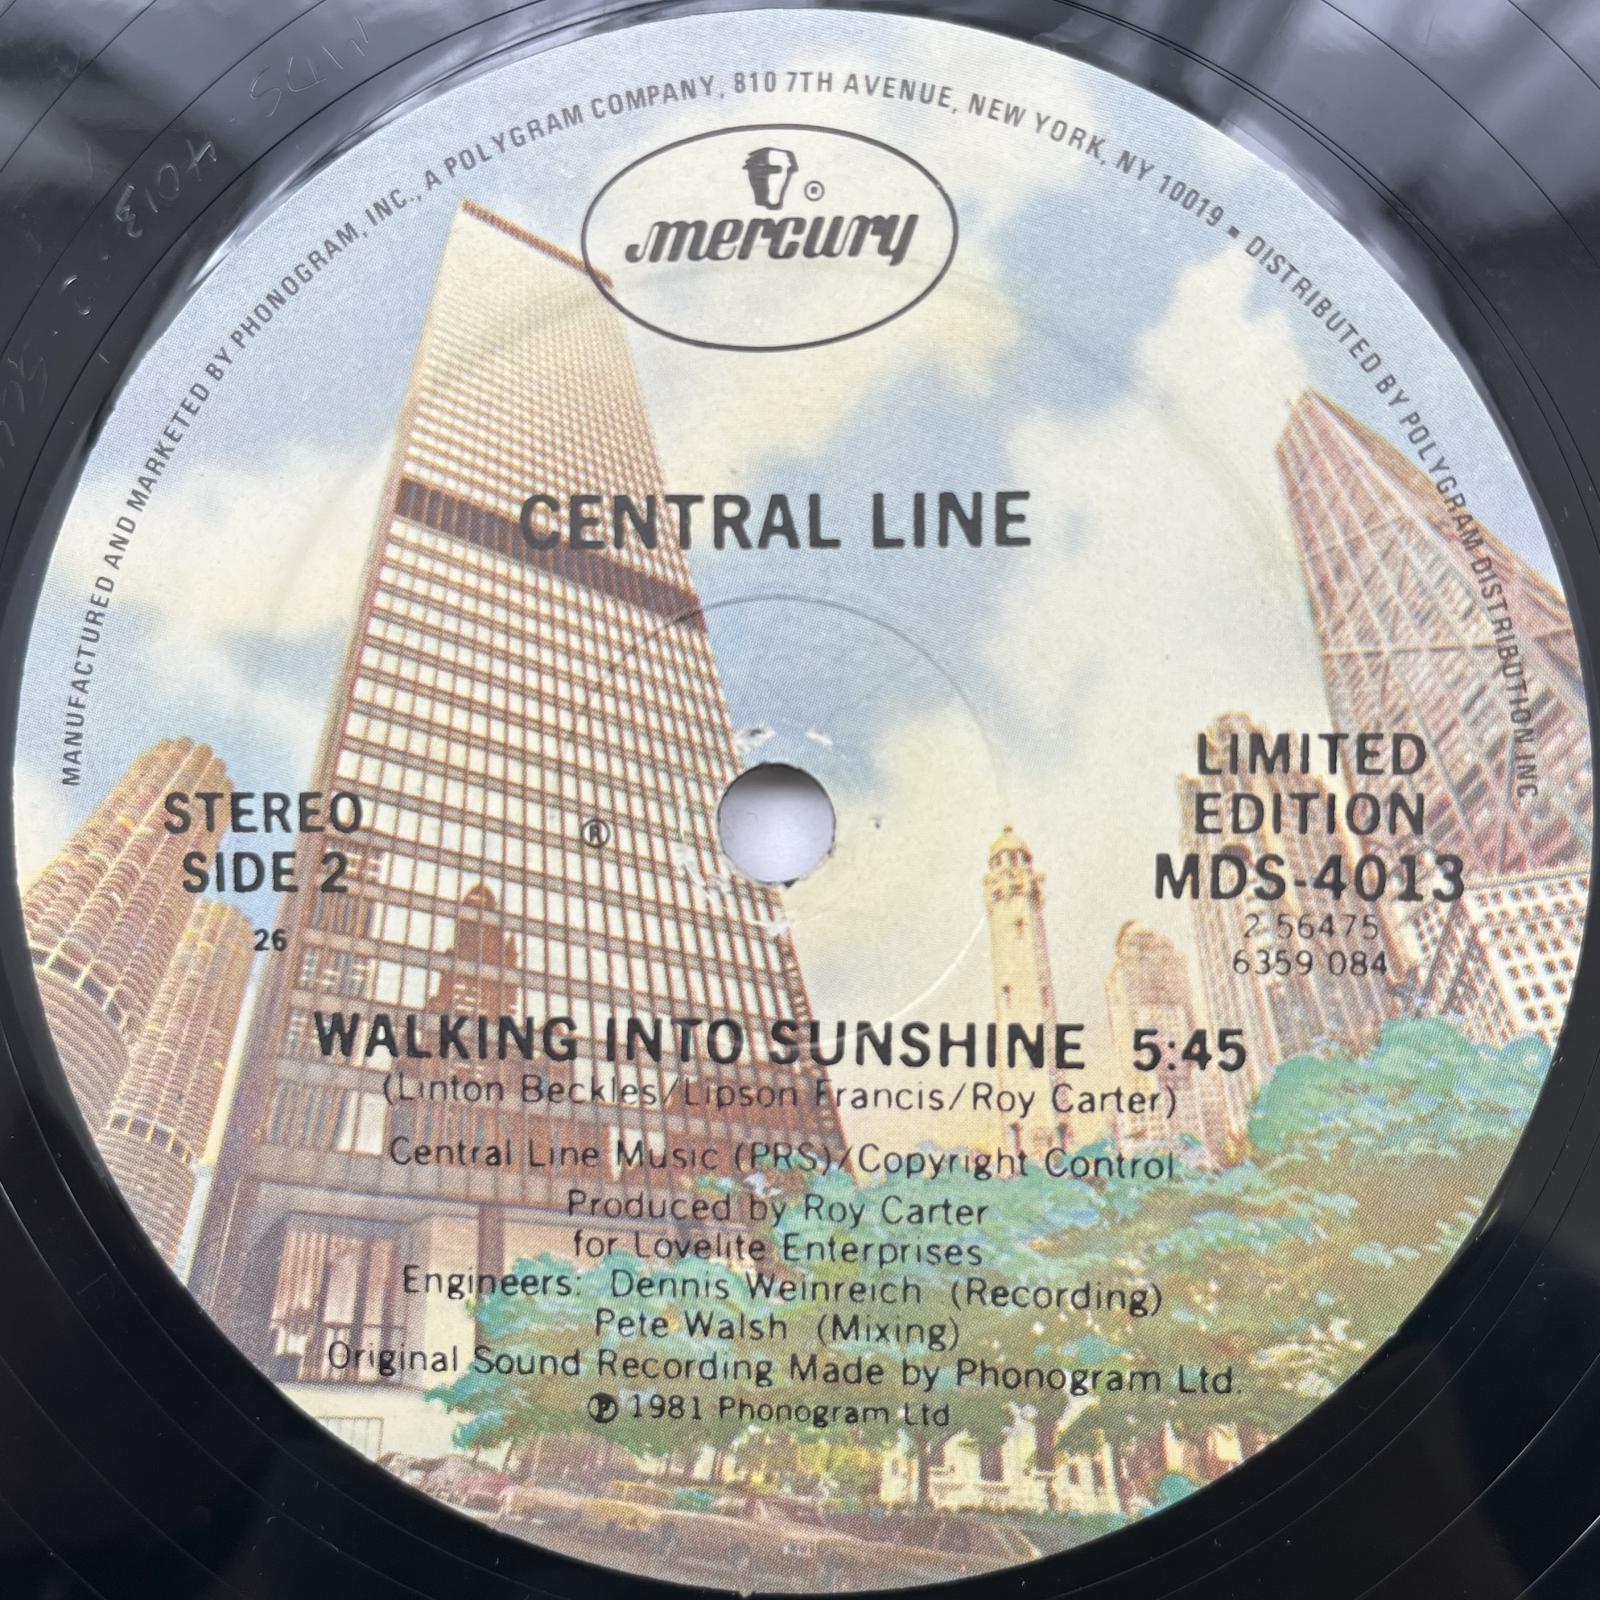 MANUFACTURED AND MARKETED BY PHONOGRAM, INC., A POLYGRAM COMPANY, 810 7TH AVENUE, NEW YORK, NY 10019 ▪ DISTRIBUTED BY POLYGRAM DISTRIBUTION INC
mercury ®
CENTRAL LINE
STEREO
SIDE 2
26
®
LIMITED
EDITION
MDS-4013
2 56475
6359 084
WALKING INTO SUNSHINE 5:45
(Linton Beckles/Lipson Francis/Roy Carter)
Central Line Music (PRS)/Copyright Control
Produced by Roy Carter
for Lovelite Enterprises
Engineers: Dennis Weinreich (Recording)
Pete Walsh (Mixing)
Original Sound Recording Made by Phonogram Ltd.
℗ 1981 Phonogram Ltd